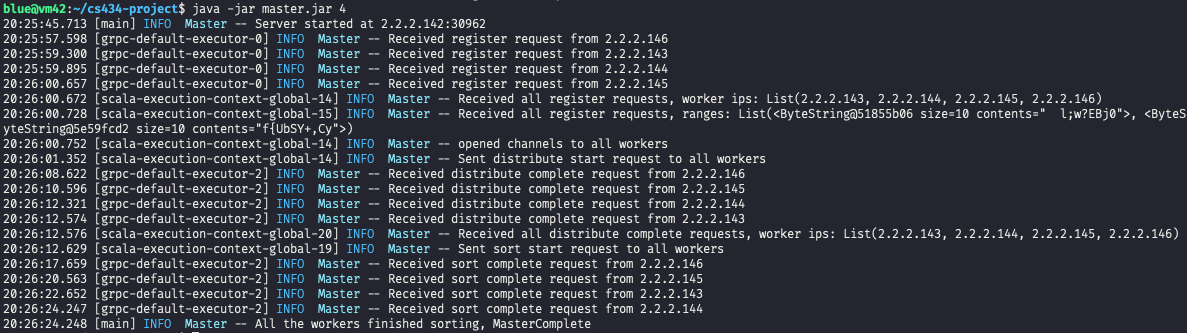 blue@vm42:~/cs434-project$ java -jar master.jar 4
20:25:45.713 [main] INFO  Master -- Server started at 2.2.2.142:30962
20:25:57.598 [grpc-default-executor-0] INFO  Master -- Received register request from 2.2.2.146
20:25:59.300 [grpc-default-executor-0] INFO  Master -- Received register request from 2.2.2.143
20:25:59.895 [grpc-default-executor-0] INFO  Master -- Received register request from 2.2.2.144
20:26:00.657 [grpc-default-executor-0] INFO  Master -- Received register request from 2.2.2.145
20:26:00.672 [scala-execution-context-global-14] INFO  Master -- Received all register requests, worker ips: List(2.2.2.143, 2.2.2.144, 2.2.2.145, 2.2.2.146)
20:26:00.728 [scala-execution-context-global-15] INFO  Master -- Received all register requests, ranges: List(<ByteString@51855b06 size=10 contents="  l;w?EBj0">, <ByteS
yteString@5e59fcd2 size=10 contents="f{UbSY+,Cy">)
20:26:00.752 [scala-execution-context-global-14] INFO  Master -- opened channels to all workers
20:26:01.352 [scala-execution-context-global-14] INFO  Master -- Sent distribute start request to all workers
20:26:08.622 [grpc-default-executor-2] INFO  Master -- Received distribute complete request from 2.2.2.146
20:26:10.596 [grpc-default-executor-2] INFO  Master -- Received distribute complete request from 2.2.2.145
20:26:12.321 [grpc-default-executor-2] INFO  Master -- Received distribute complete request from 2.2.2.144
20:26:12.574 [grpc-default-executor-2] INFO  Master -- Received distribute complete request from 2.2.2.143
20:26:12.576 [scala-execution-context-global-20] INFO  Master -- Received all distribute complete requests, worker ips: List(2.2.2.143, 2.2.2.144, 2.2.2.145, 2.2.2.146)
20:26:12.629 [scala-execution-context-global-19] INFO  Master -- Sent sort start request to all workers
20:26:17.659 [grpc-default-executor-2] INFO  Master -- Received sort complete request from 2.2.2.146
20:26:20.563 [grpc-default-executor-2] INFO  Master -- Received sort complete request from 2.2.2.145
20:26:22.652 [grpc-default-executor-2] INFO  Master -- Received sort complete request from 2.2.2.143
20:26:24.247 [grpc-default-executor-2] INFO  Master -- Received sort complete request from 2.2.2.144
20:26:24.248 [main] INFO  Master -- All the workers finished sorting, MasterComplete